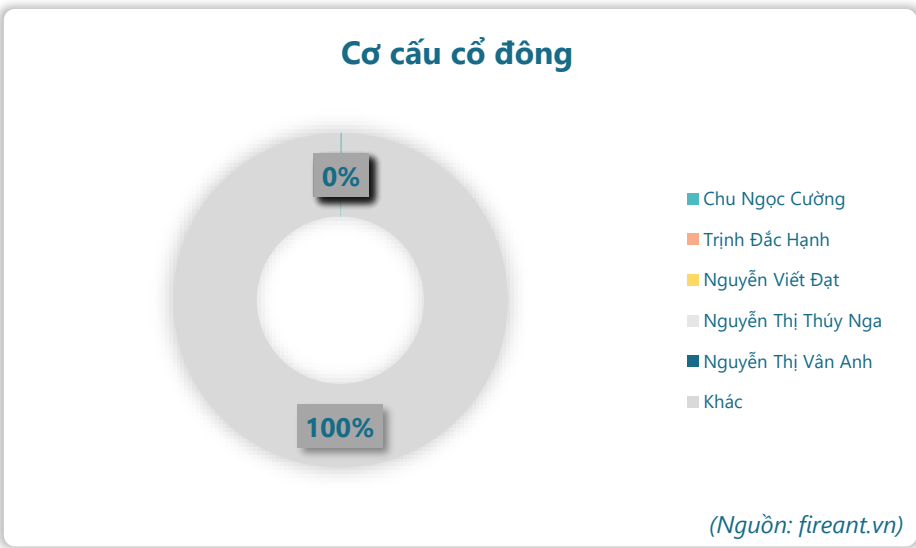 Cơ cấu cổ đông
0%
100%
Chu Ngọc Cường
Trịnh Đắc Hạnh
Nguyễn Viết Đạt
Nguyễn Thị Thúy Nga
Nguyễn Thị Vân Anh
Khác
(Nguồn: fireant.vn)